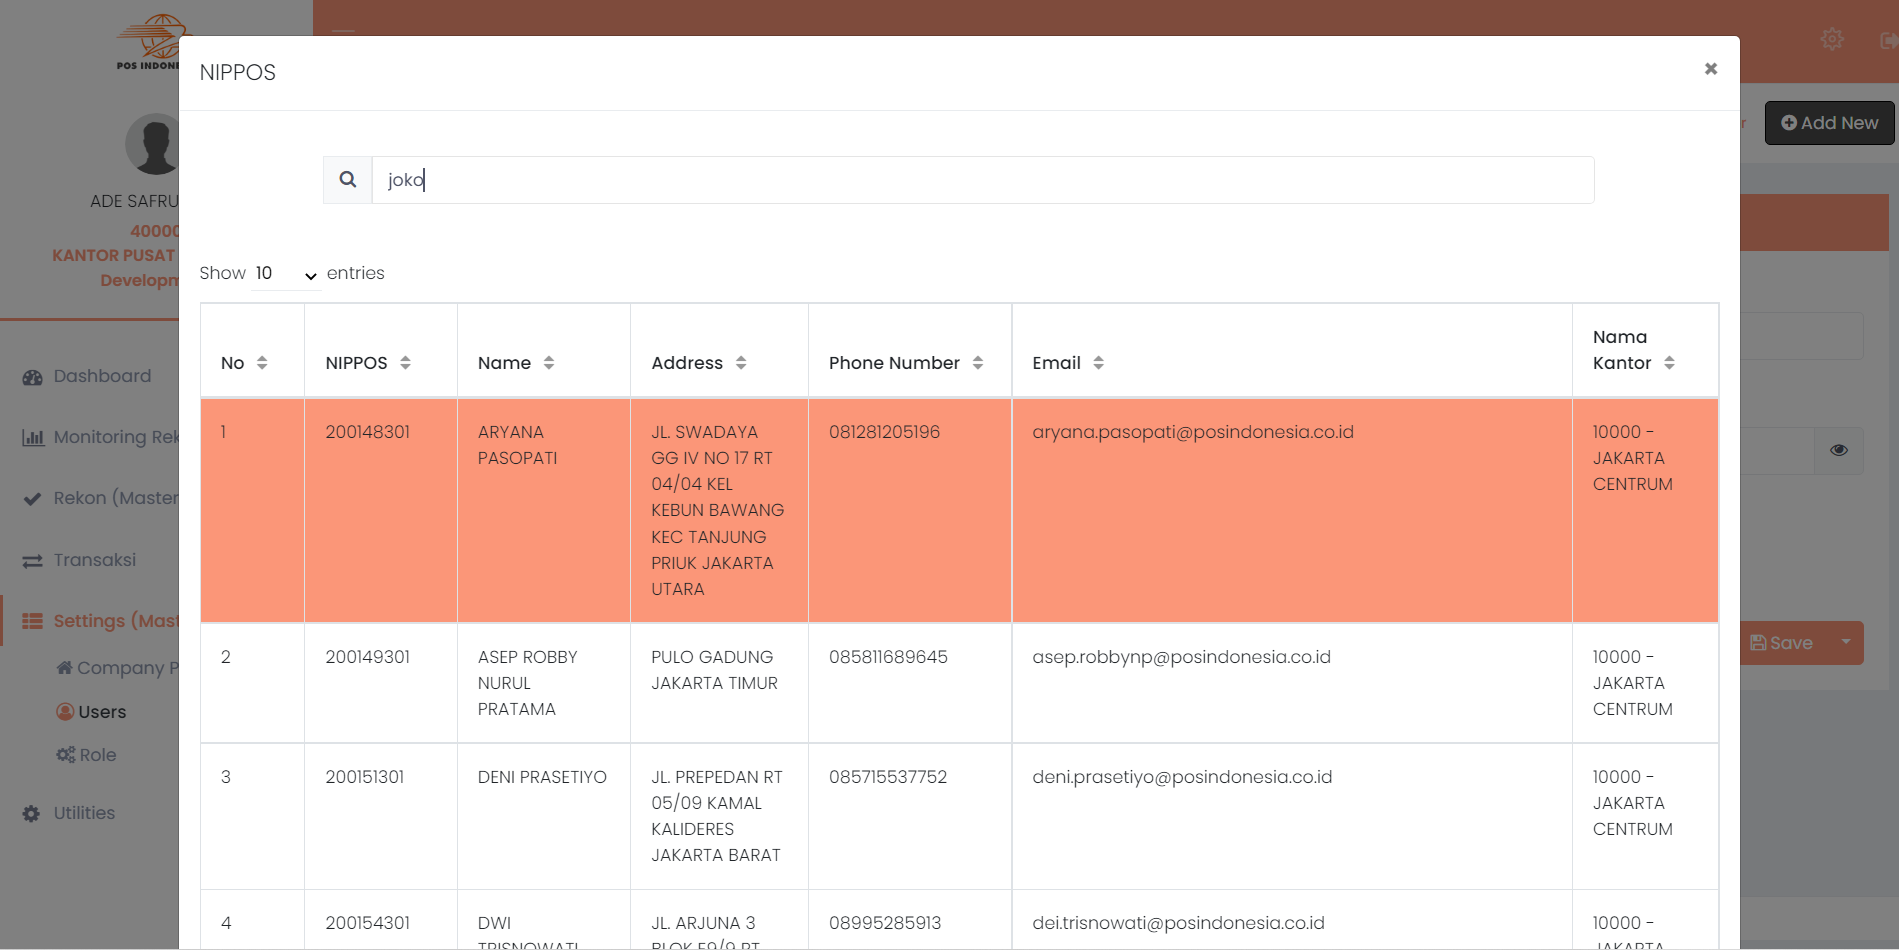 POS INDONE
NIPPOS
Add New
joko
ADE SAFRU
40000
KANTOR PUSAT
Developm
Show 10 entries
No
NIPPOS
Name
Address
Phone Number
Email
Nama
Kantor
1
200148301
ARYANA
PASOPATI
JL. SWADAYA
GG IV NO 17 RT
04/04 KEL
KEBUN BAWANG
KEC TANJUNG
PRIUK JAKARTA
UTARA
081281205196
aryana.pasopati@posindonesia.co.id
10000 -
JAKARTA
CENTRUM
2
200149301
ASEP ROBBY
NURUL
PRATAMA
PULO GADUNG
JAKARTA TIMUR
085811689645
asep.robbynp@posindonesia.co.id
10000 -
JAKARTA
CENTRUM
3
200151301
DENI PRASETIYO
JL. PREPEDAN RT
05/09 KAMAL
KALIDERES
JAKARTA BARAT
085715537752
deni.prasetiyo@posindonesia.co.id
10000 -
JAKARTA
CENTRUM
4
200154301
DWI
TRISNOWATI
JL. ARJUNA 3
BLOK F9/9 RT
08995285913
dei.trisnowati@posindonesia.co.id
10000 -
JAKARTA
Dashboard
Monitoring Rek
Rekon (Master
Transaksi
Settings (Mast
Company P
Users
Role
Utilities
Save